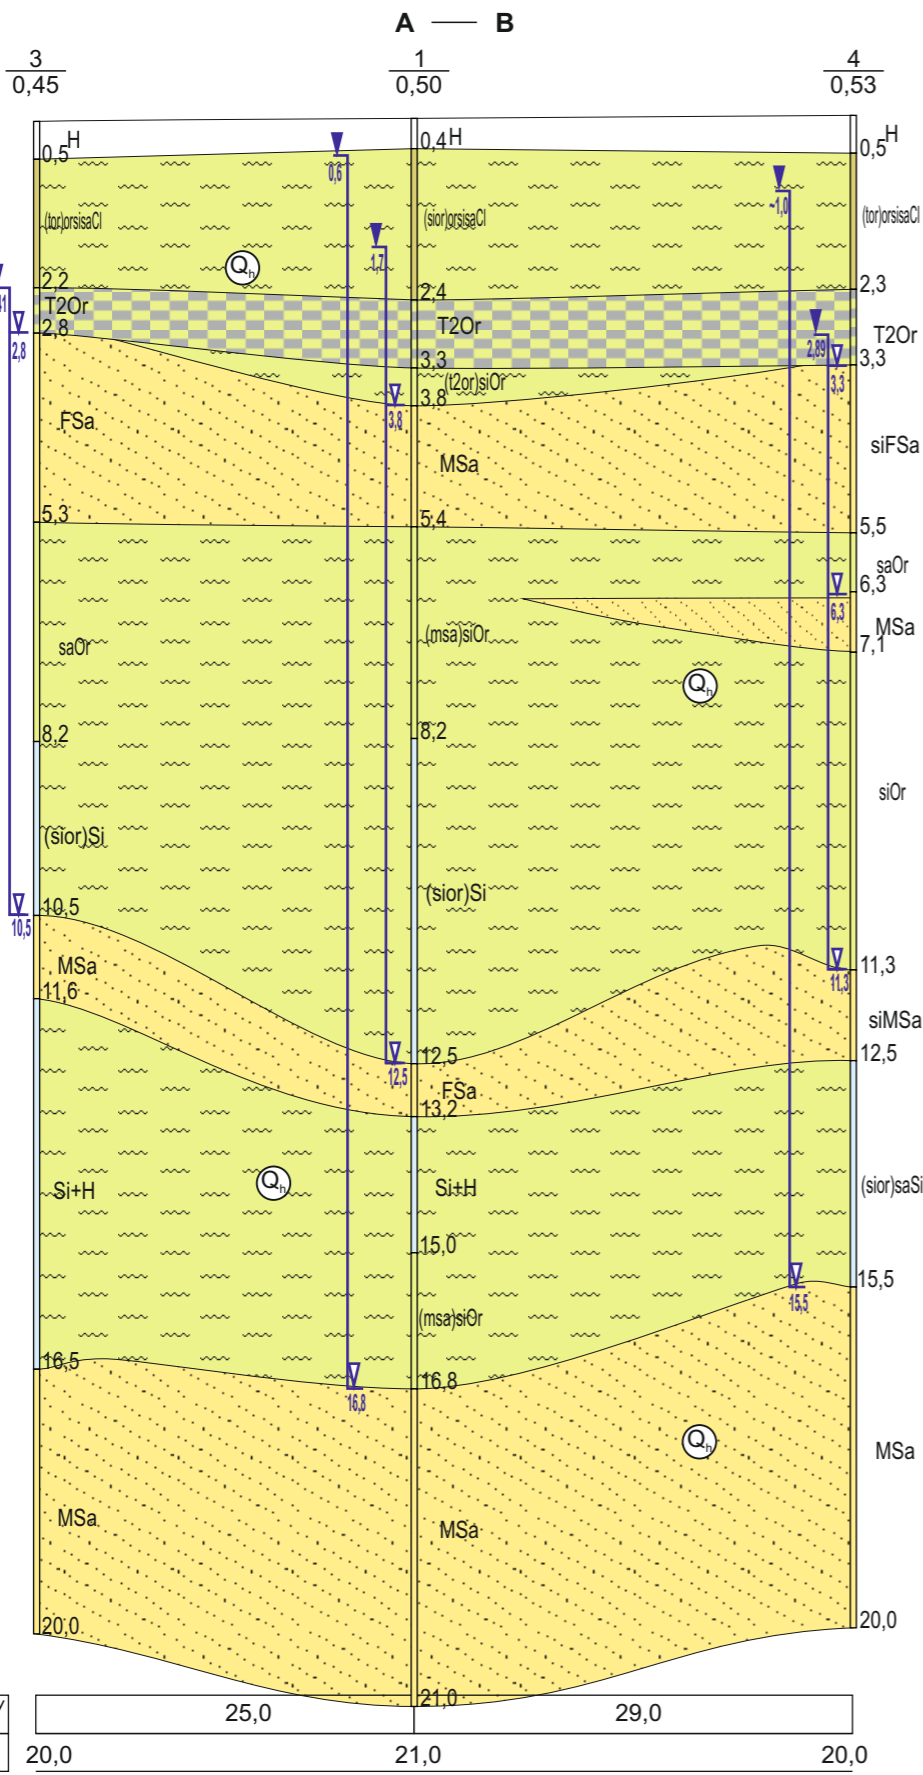 A — B
3
0,45
1
0,50
4
0,53
H
0,5
(tor)orsisaCl
2,2
T2Or
2,8
FSa
5,3
saOr
8,2
(sior)Si
10,5
MSa
11,6
Si+H
16,5
MSa
20,0
41
2,8
10,5
Qh
Qh
0,6
16,8
1,7
3,8
12,5
0,4 H
(sior)orsisaCl
2,4
T2Or
3,3
(t2or)siOr
3,8
MSa
5,4
(msa)siOr
8,2
(sior)Si
12,5
FSa
13,2
Si+H
15,0
(msa)siOr
16,8
MSa
21,0
Qh
Qh
~1,0
15,5
2,89
3,3
6,3
11,3
H
0,5
(tor)orsisaCl
2,3
T2Or
3,3
siFSa
5,5
saOr
6,3
MSa
7,1
siOr
11,3
siMSa
12,5
(sior)saSi
15,5
MSa
20,0
25,0 29,0
20,0 21,0 20,0